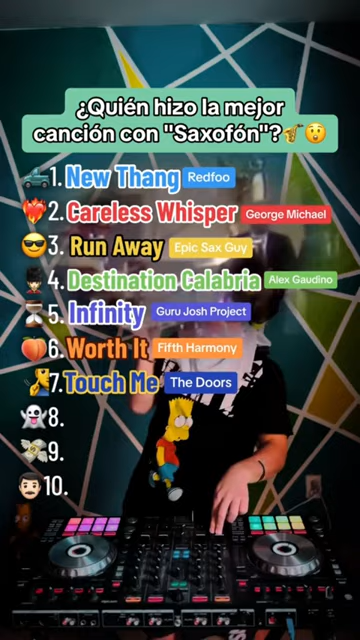 ¿Quién hizo la mejor
canción con "Saxofón"?🎷😲
1. New Thang Redfoo
2. Careless Whisper George Michael
3. Run Away Epic Sax Guy
4. Destination Calabria Alex Gaudino
5. Infinity Guru Josh Project
6. Worth It Fifth Harmony
7. Touch Me The Doors
8.
9.
10.